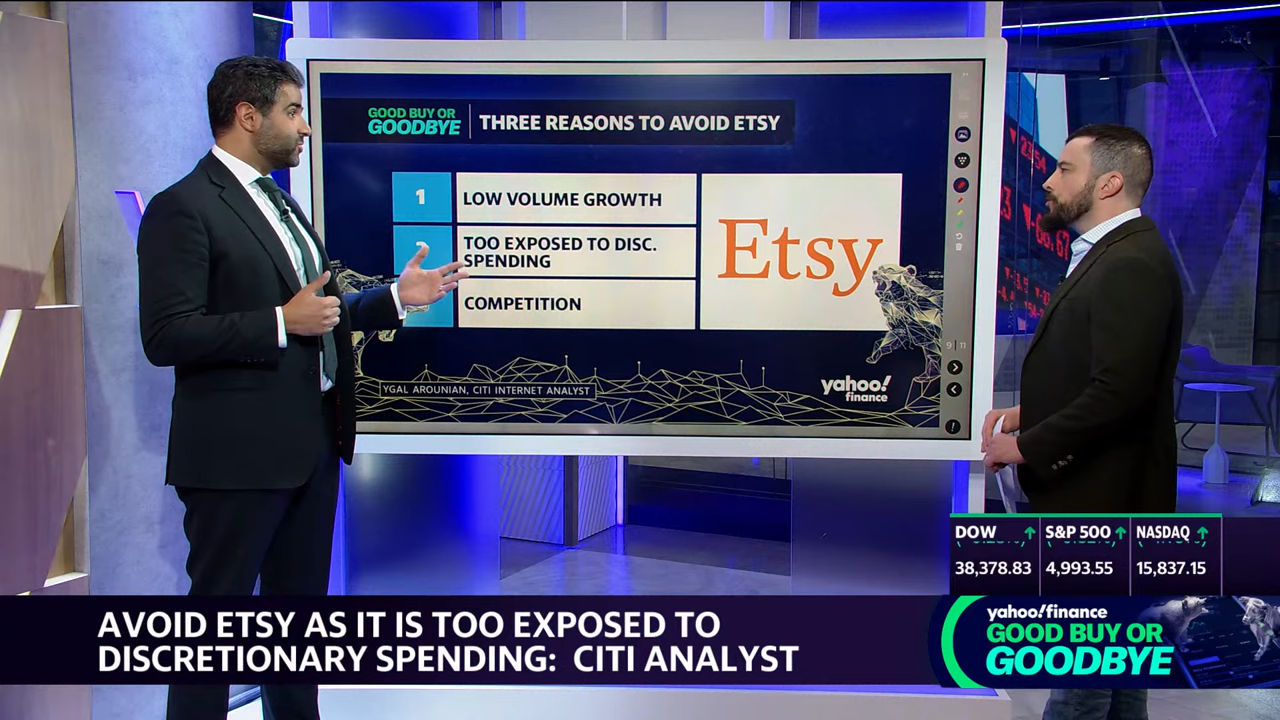 GOOD BUY OR
GOODBYE
THREE REASONS TO AVOID ETSY
1
LOW VOLUME GROWTH
TOO EXPOSED TO DISC.
SPENDING
COMPETITION
Etsy
9 | 11
YGAL AROUNIAN, CITI INTERNET ANALYST
yahoo!
finance
DOW
S&P 500
NASDAQ
38,378.83
4,993.55
15,837.15
AVOID ETSY AS IT IS TOO EXPOSED TO
DISCRETIONARY SPENDING: CITI ANALYST
yahoo!finance
GOOD BUY OR
GOODBYE